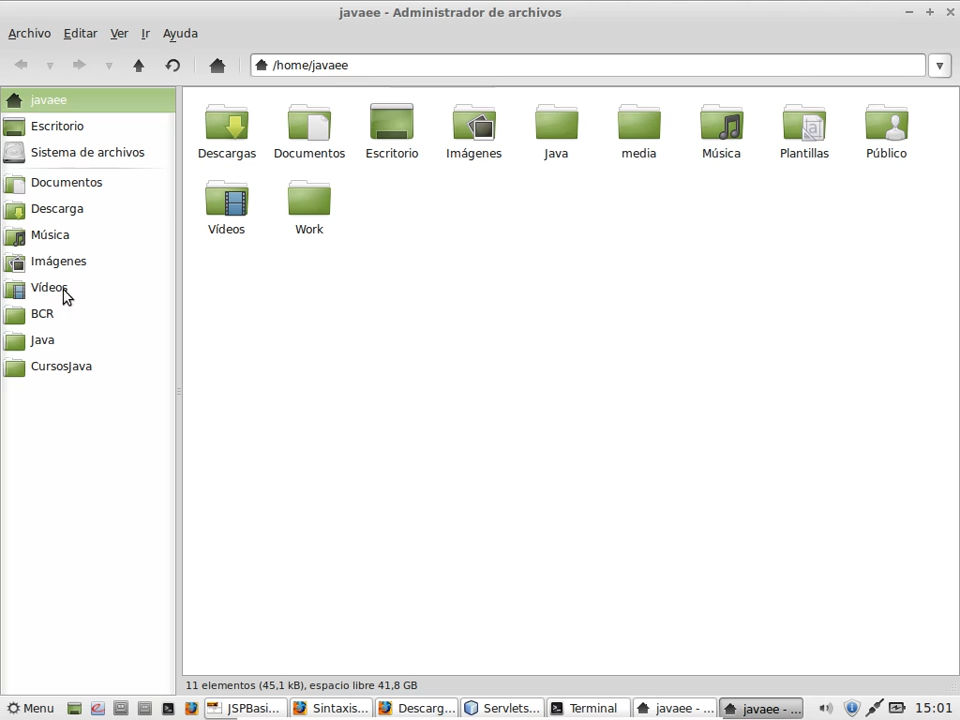 javaee - Administrador de archivos
Archivo Editar Ver Ir Ayuda
/home/javaee
javaee
Escritorio
Sistema de archivos
Documentos
Descarga
Música
Imágenes
Vídeos
BCR
Java
CursosJava
Descargas Documentos Escritorio Imágenes Java media Música Plantillas Público
Vídeos Work
11 elementos (45,1 kB), espacio libre 41,8 GB
Menu JSPBasi... Sintaxis... Descarg... Servlets... Terminal javaee - ... javaee - ... 15:01